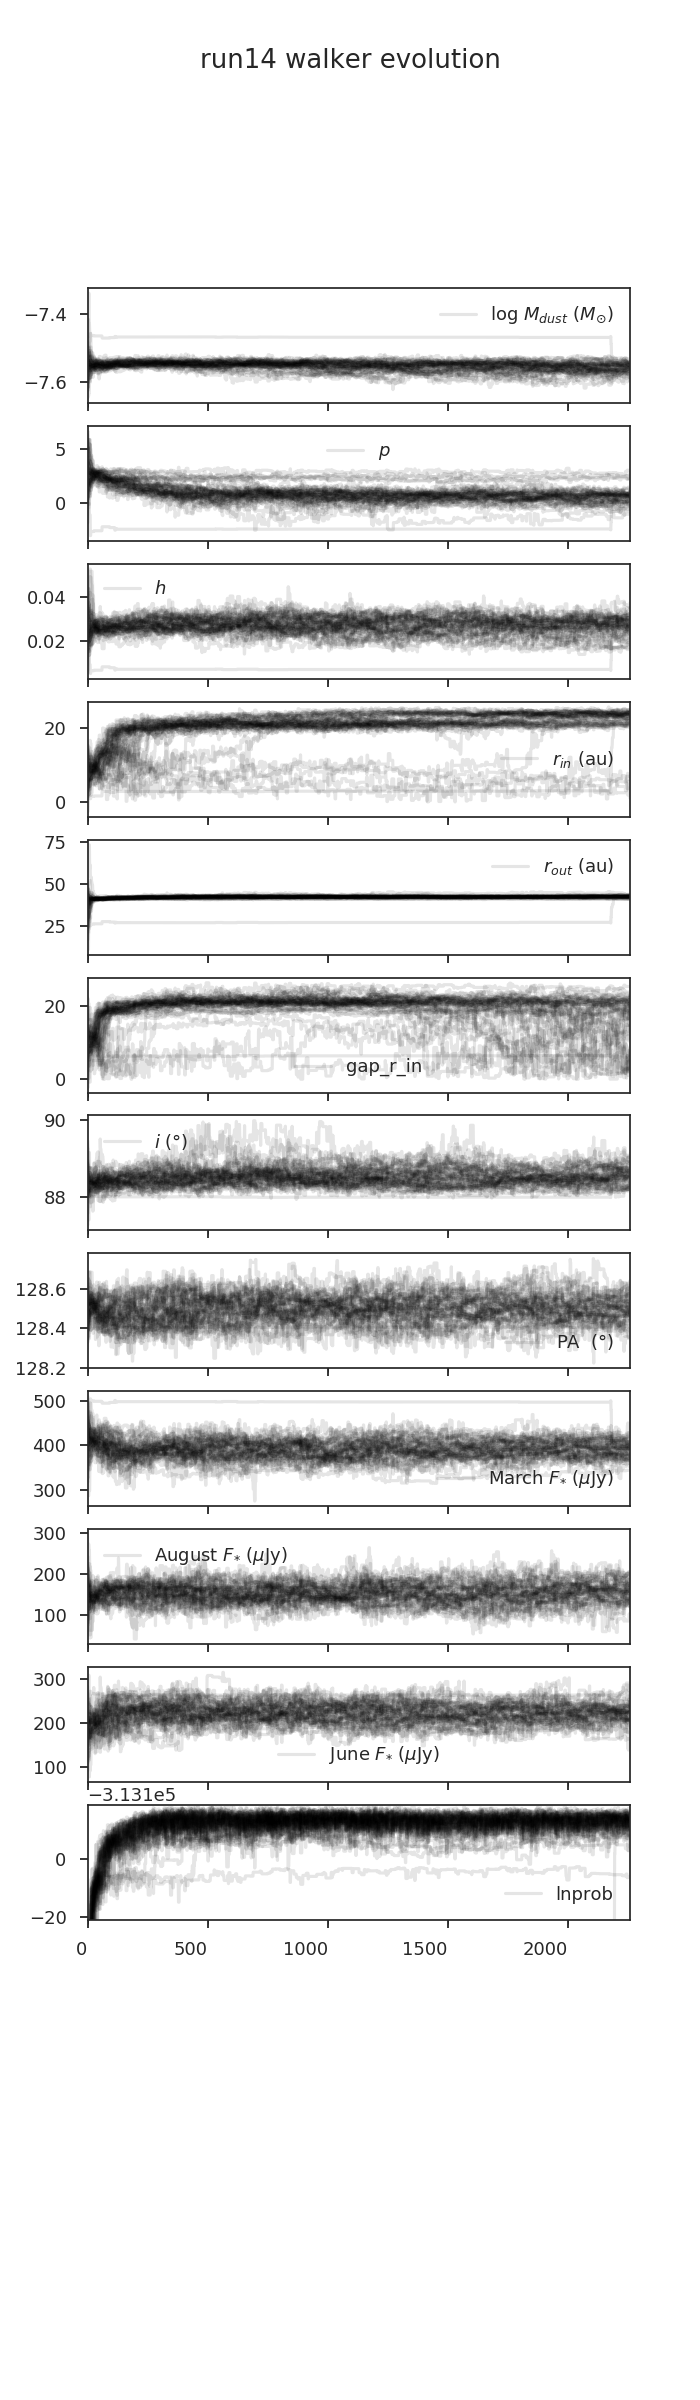 run14 walker evolution
−7.4
−7.6
log M_dust (M_⊙)
5
0
p
0.04
0.02
h
20
0
r_in (au)
75
50
25
r_out (au)
20
0
gap_r_in
90
88
i (°)
128.6
128.4
128.2
PA (°)
500
400
300
March F_* (μJy)
300
200
100
August F_* (μJy)
300
200
100
June F_* (μJy)
−3.131e5
0
−20
lnprob
0 500 1000 1500 2000